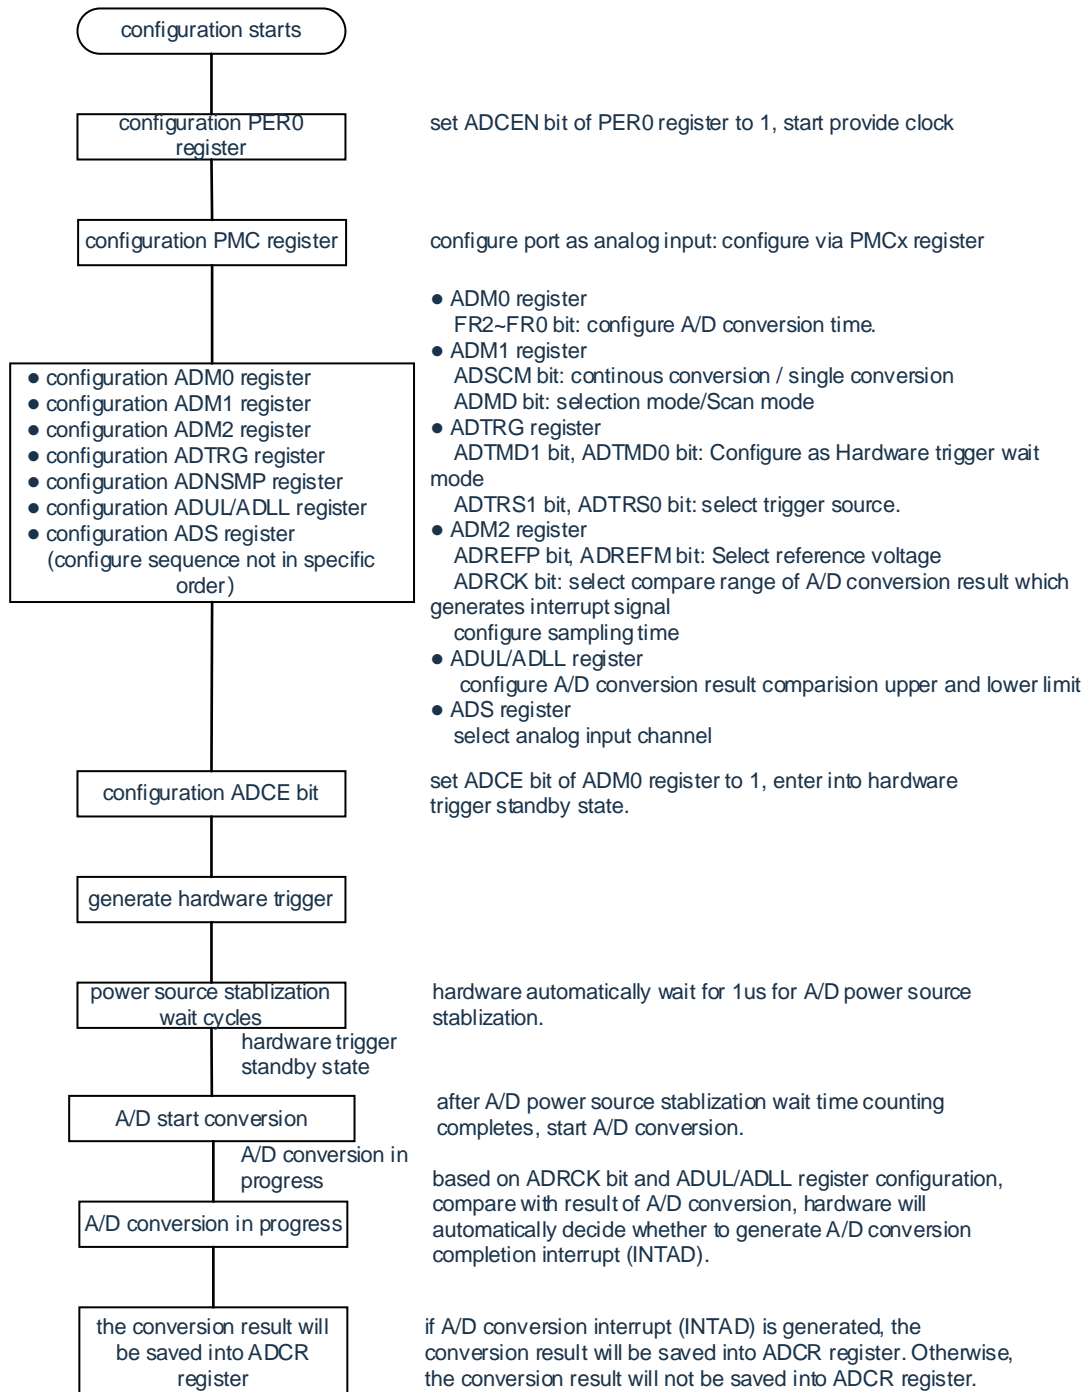 configuration starts
configuration PER0
register
set ADCEN bit of PER0 register to 1, start provide clock
configuration PMC register
configure port as analog input: configure via PMCx register
● configuration ADM0 register
● configuration ADM1 register
● configuration ADM2 register
● configuration ADTRG register
● configuration ADNSMP register
● configuration ADUL/ADLL register
● configuration ADS register
(configure sequence not in specific
order)
● ADM0 register
FR2~FR0 bit: configure A/D conversion time.
● ADM1 register
ADSCM bit: continous conversion / single conversion
ADMD bit: selection mode/Scan mode
● ADTRG register
ADTMD1 bit, ADTMD0 bit: Configure as Hardware trigger wait
mode
ADTRS1 bit, ADTRS0 bit: select trigger source.
● ADM2 register
ADREFP bit, ADREFM bit: Select reference voltage
ADRCK bit: select compare range of A/D conversion result which
generates interrupt signal
configure sampling time
● ADUL/ADLL register
configure A/D conversion result comparision upper and lower limit
● ADS register
select analog input channel
configuration ADCE bit
set ADCE bit of ADM0 register to 1, enter into hardware
trigger standby state.
generate hardware trigger
power source stablization
wait cycles
hardware automatically wait for 1us for A/D power source
stablization.
hardware trigger
standby state
A/D start conversion
after A/D power source stablization wait time counting
completes, start A/D conversion.
A/D conversion in
progress
A/D conversion in progress
based on ADRCK bit and ADUL/ADLL register configuration,
compare with result of A/D conversion, hardware will
automatically decide whether to generate A/D conversion
completion interrupt (INTAD).
the conversion result will
be saved into ADCR
register
if A/D conversion interrupt (INTAD) is generated, the
conversion result will be saved into ADCR register. Otherwise,
the conversion result will not be saved into ADCR register.